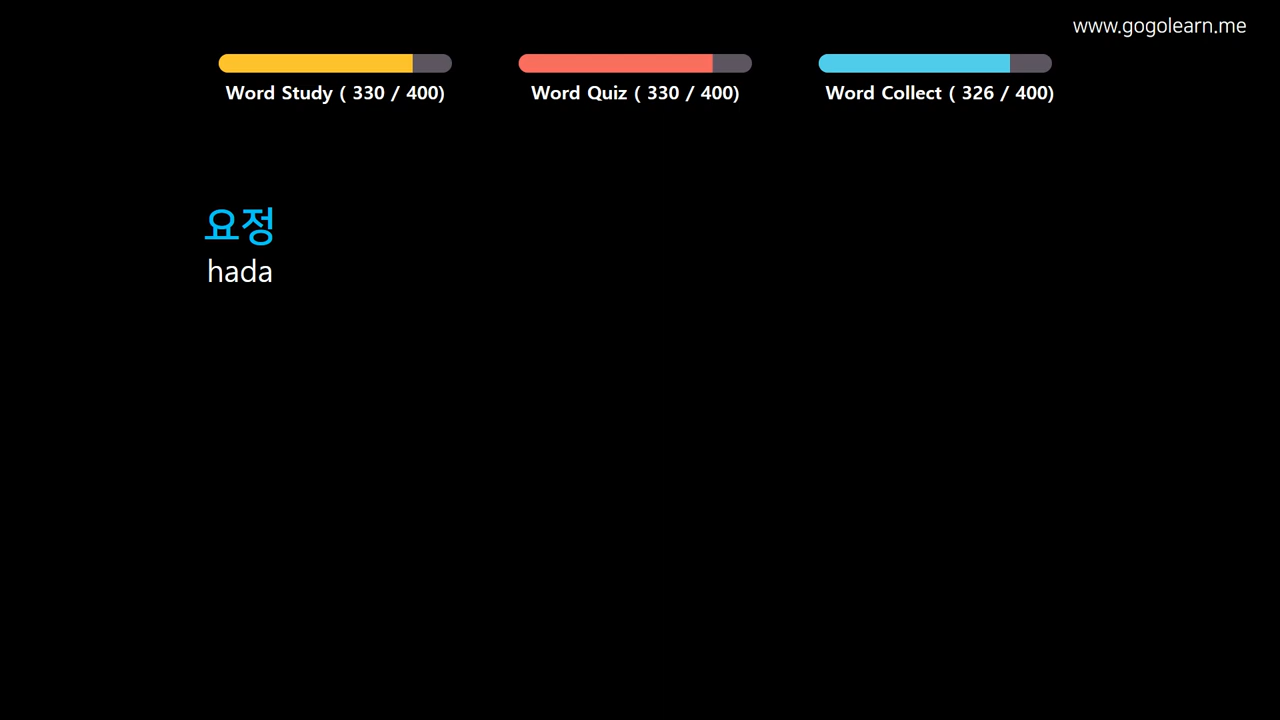 www.gogolearn.me
Word Study ( 330 / 400)
Word Quiz ( 330 / 400)
Word Collect ( 326 / 400)
요정
hada